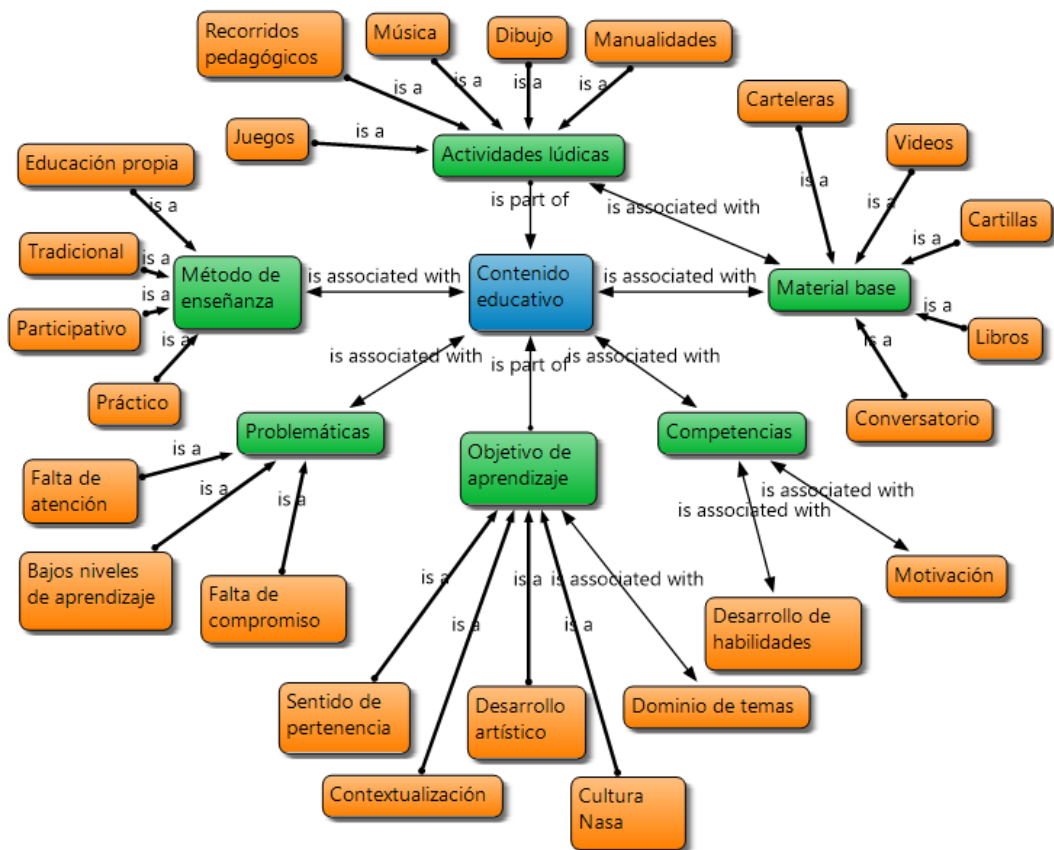 Recorridos
pedagógicos
Música
Dibujo
Manualidades
is a
is a
is a
is a
Carteleras
Videos
Juegos
is a
Actividades lúdicas
is a
is a
Educación propia
is a
is part of
is associated with
Cartillas
is a
Tradicional
is a
Método de
enseñanza
is associated with
Contenido
educativo
is associated with
Material base
Participativo
is a
is a
is a
Libros
is a
Práctico
is associated with
is part of
is associated with
Conversatorio
Problemáticas
Objetivo de
aprendizaje
Competencias
Falta de
atención
is a
is a
is a
is associated with
is associated with
Bajos niveles
de aprendizaje
Falta de
compromiso
is a
is a
is associated with
Motivación
is a
is a
Desarrollo de
habilidades
Sentido de
pertenencia
Desarrollo
artístico
Dominio de temas
Contextualización
Cultura
Nasa